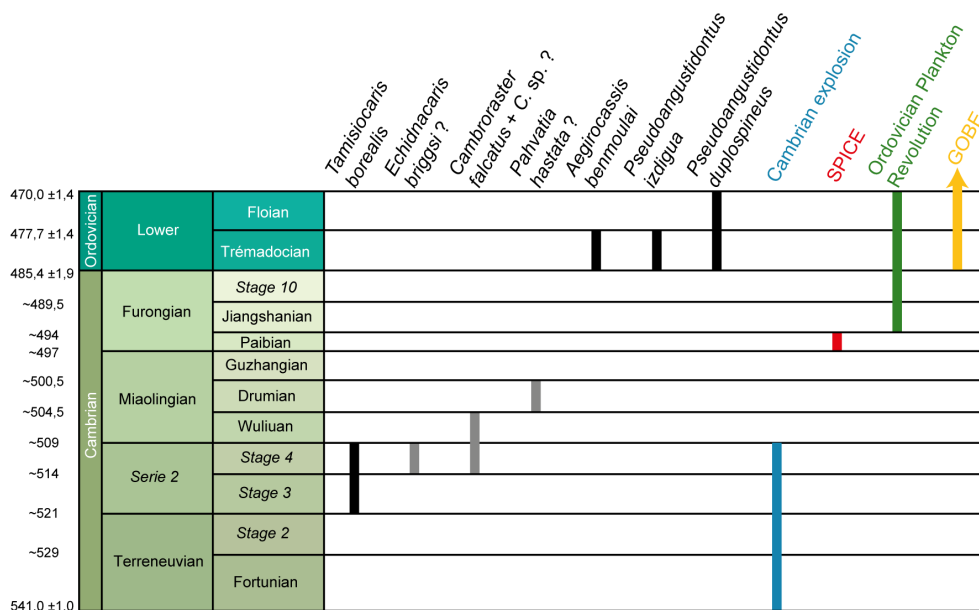 Tamisiocaris
borealis
Echidnacaris
briggsi ?
Cambroraster
falcatus + C. sp. ?
Pahvatia
hastata ?
Aegirocassis
benmoulai
Pseudoangustidontus
izdigua
Pseudoangustidontus
duplospineus
Cambrian explosion
SPICE
Ordovician Plankton
Revolution
GOBE
470,0 ±1,4
477,7 ±1,4
485,4 ±1,9
~489,5
~494
~497
~500,5
~504,5
~509
~514
~521
~529
541,0 ±1,0
Ordovician
Cambrian
Lower
Furongian
Miaolingian
Serie 2
Terreneuvian
Floian
Trémadocian
Stage 10
Jiangshanian
Paibian
Guzhangian
Drumian
Wuliuan
Stage 4
Stage 3
Stage 2
Fortunian